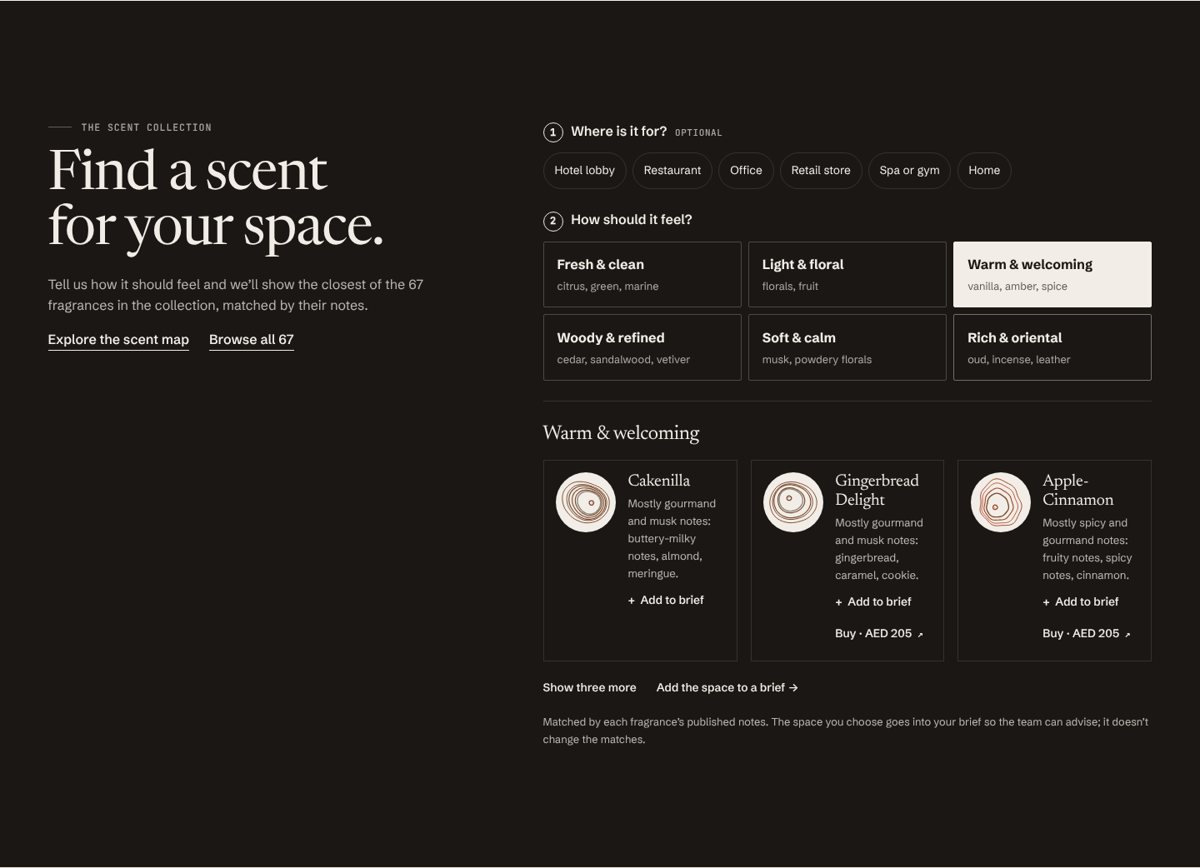 THE SCENT COLLECTION
Find a scent
for your space.
Tell us how it should feel and we’ll show the closest of the 67
fragrances in the collection, matched by their notes.
Explore the scent map
Browse all 67
1 Where is it for? OPTIONAL
Hotel lobby
Restaurant
Office
Retail store
Spa or gym
Home
2 How should it feel?
Fresh & clean
citrus, green, marine
Light & floral
florals, fruit
Warm & welcoming
vanilla, amber, spice
Woody & refined
cedar, sandalwood, vetiver
Soft & calm
musk, powdery florals
Rich & oriental
oud, incense, leather
Warm & welcoming
Cakenilla
Mostly gourmand
and musk notes:
buttery-milky
notes, almond,
meringue.
+ Add to brief
Gingerbread
Delight
Mostly gourmand
and musk notes:
gingerbread,
caramel, cookie.
+ Add to brief
Buy · AED 205 ↗
Apple-
Cinnamon
Mostly spicy and
gourmand notes:
fruity notes, spicy
notes, cinnamon.
+ Add to brief
Buy · AED 205 ↗
Show three more
Add the space to a brief →
Matched by each fragrance’s published notes. The space you choose goes into your brief so the team can advise; it doesn’t
change the matches.